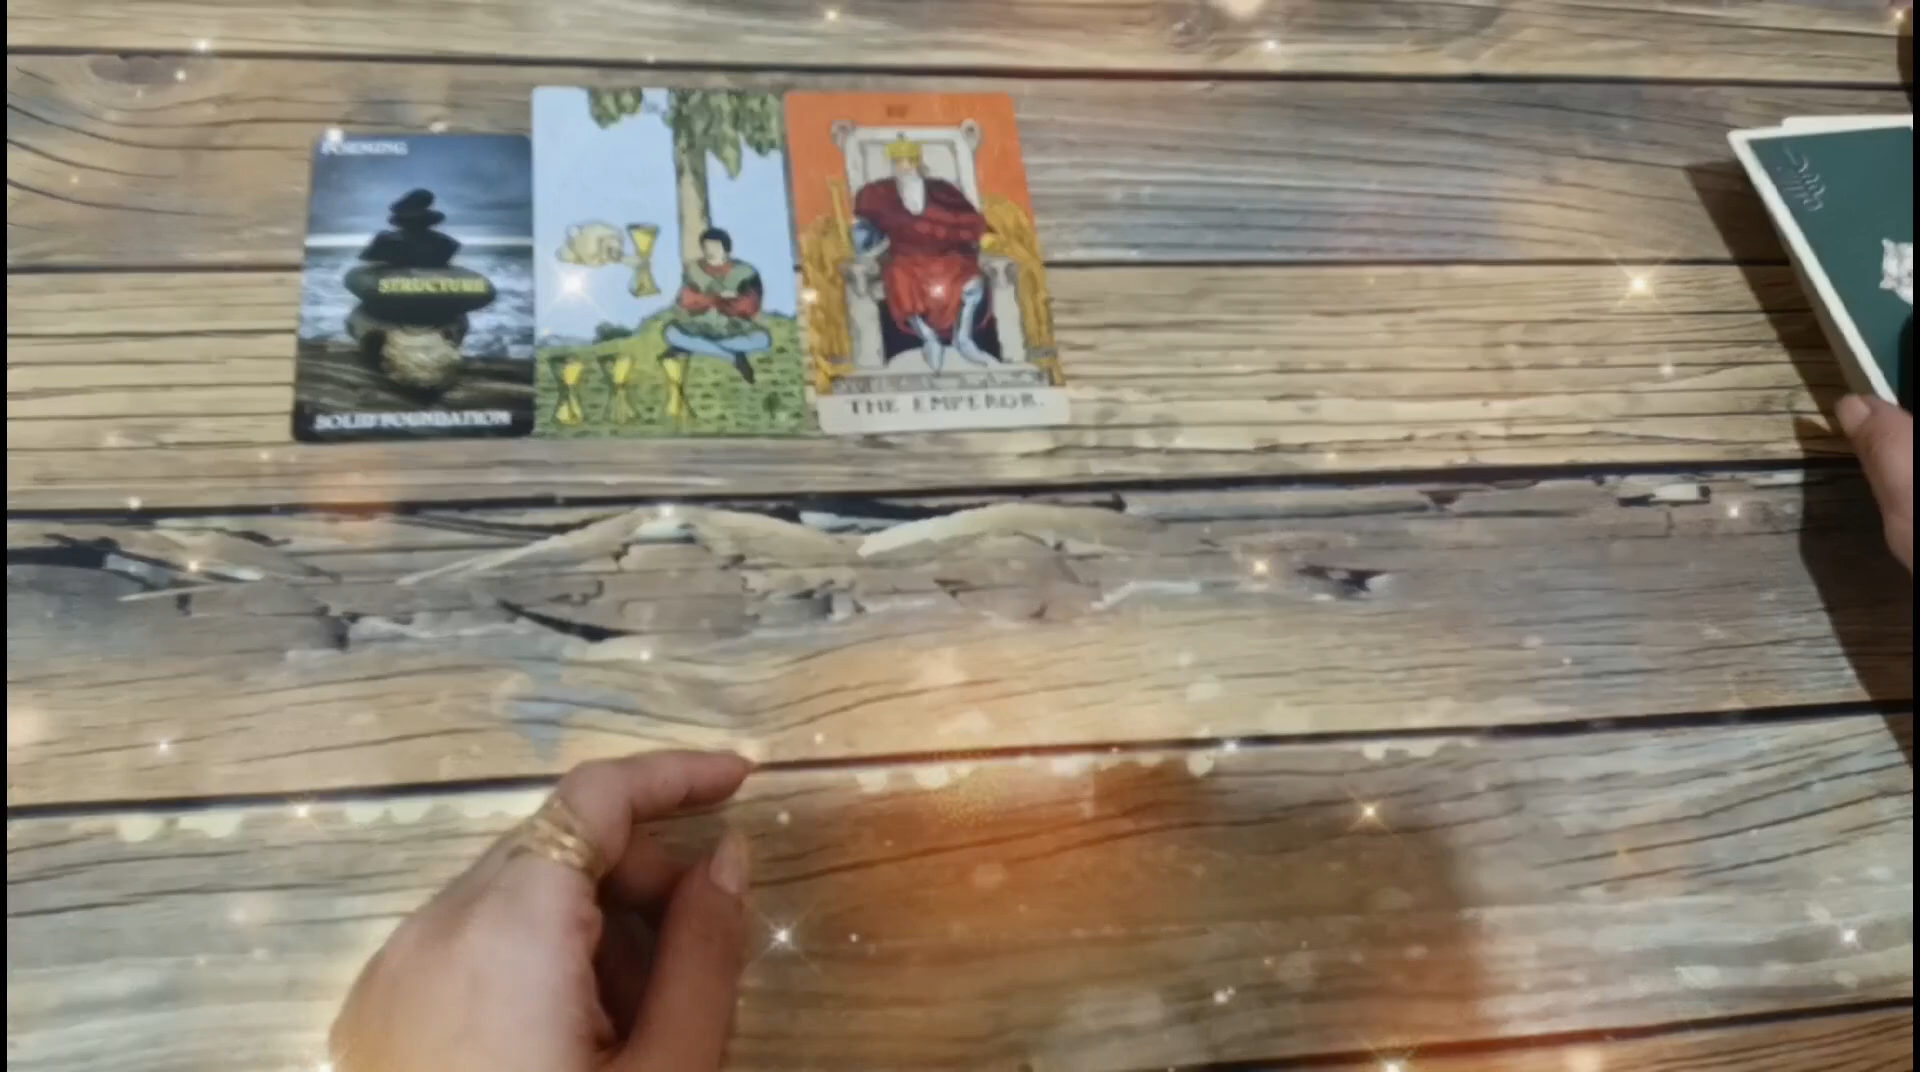 FORMING
STRUCTURE
SOLID FOUNDATION
THE EMPEROR.